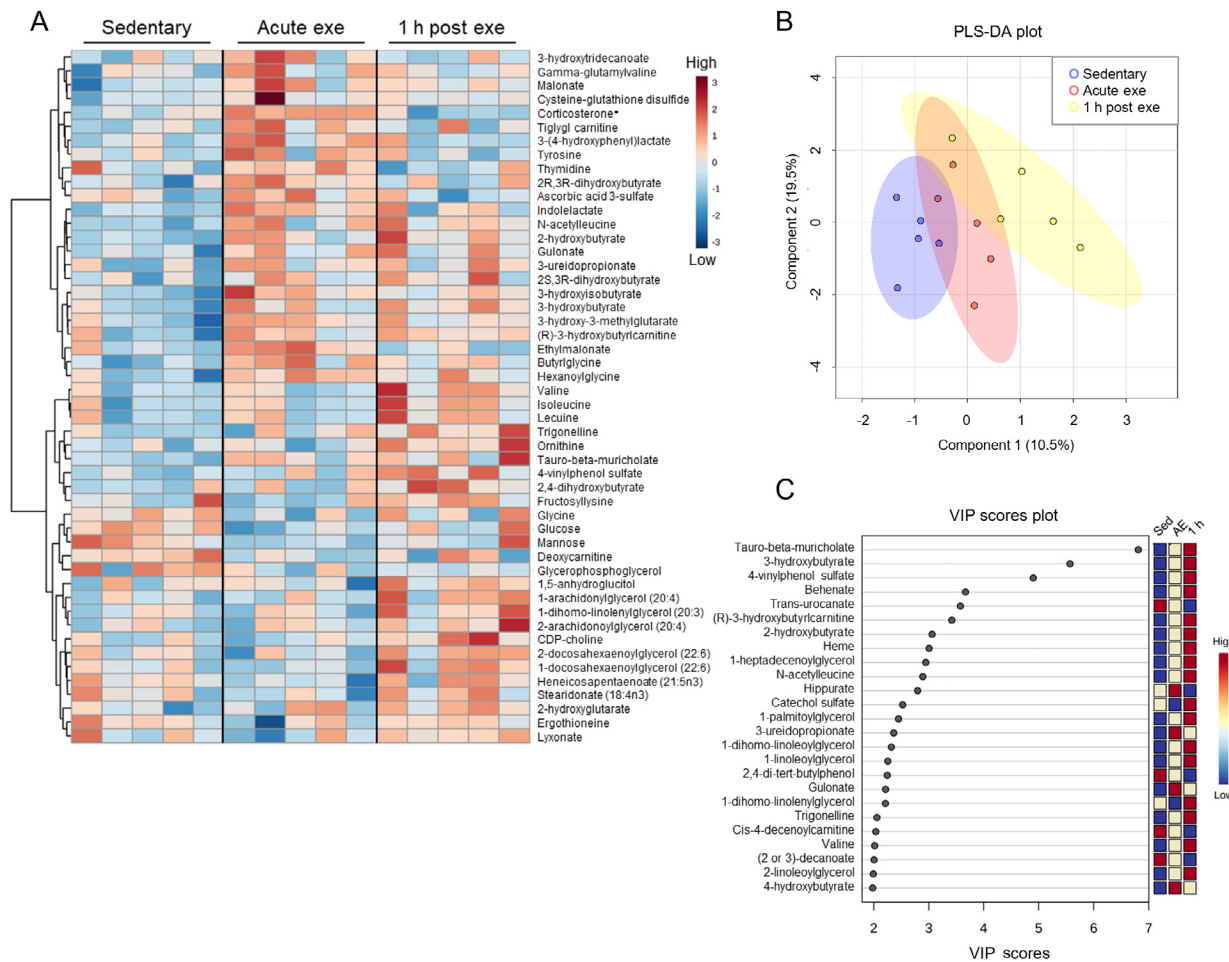 A
Sedentary
Acute exe
1 h post exe
3-hydroxytridecanoate
Gamma-glutamylvaline
Malonate
Cysteine-glutathione disulfide
Corticosterone*
Tiglygl carnitine
3-(4-hydroxyphenyl)lactate
Tyrosine
Thymidine
2R,3R-dihydroxybutyrate
Ascorbic acid 3-sulfate
Indolelactate
N-acetylleucine
2-hydroxybutyrate
Gulonate
3-ureidopropionate
2S,3R-dihydroxybutyrate
3-hydroxyisobutyrate
3-hydroxybutyrate
3-hydroxy-3-methylglutarate
(R)-3-hydroxybutyrlcarnitine
Ethylmalonate
Butyrlglycine
Hexanoylglycine
Valine
Isoleucine
Lecuine
Trigonelline
Ornithine
Tauro-beta-muricholate
4-vinylphenol sulfate
2,4-dihydroxybutyrate
Fructosyllysine
Glycine
Glucose
Mannose
Deoxycarnitine
Glycerophosphoglycerol
1,5-anhydroglucitol
1-arachidonylglycerol (20:4)
1-dihomo-linolenylglycerol (20:3)
2-arachidonoylglycerol (20:4)
CDP-choline
2-docosahexaenoylglycerol (22:6)
1-docosahexaenoylglycerol (22:6)
Heneicosapentaenoate (21:5n3)
Stearidonate (18:4n3)
2-hydroxyglutarate
Ergothioneine
Lyxonate
High
3
2
1
0
-1
-2
-3
Low
B
PLS-DA plot
Sedentary
Acute exe
1 h post exe
4
2
0
-2
-4
Component 2 (19.5%)
-2
-1
0
1
2
3
Component 1 (10.5%)
C
VIP scores plot
Sed
AE
1 h
Tauro-beta-muricholate
3-hydroxybutyrate
4-vinylphenol sulfate
Behenate
Trans-urocanate
(R)-3-hydroxybutyrlcarnitine
2-hydroxybutyrate
Heme
1-heptadecenoylglycerol
N-acetylleucine
Hippurate
Catechol sulfate
1-palmitoylglycerol
3-ureidopropionate
1-dihomo-linoleoylglycerol
1-linoleoylglycerol
2,4-di-tert-butylphenol
Gulonate
1-dihomo-linolenylglycerol
Trigonelline
Cis-4-decenoylcarnitine
Valine
(2 or 3)-decanoate
2-linoleoylglycerol
4-hydroxybutyrate
2
3
4
5
6
7
VIP scores
Hig
Low